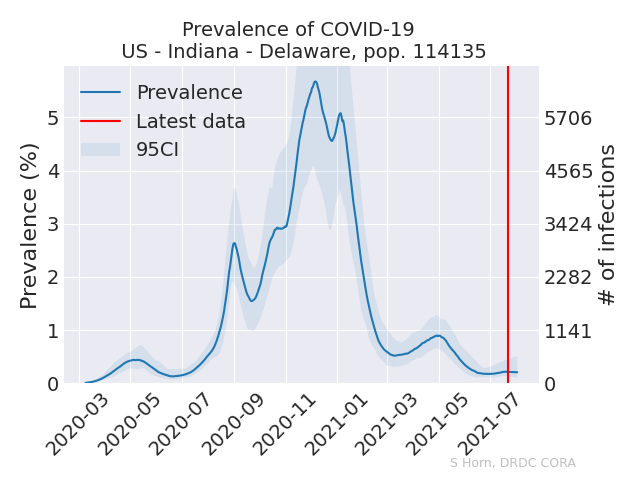 Prevalence of COVID-19
US - Indiana - Delaware, pop. 114135
Prevalence
Latest data
95CI
Prevalence (%)
5
4
3
2
1
0
5706
4565
3424
2282
1141
0
# of infections
2020-03
2020-05
2020-07
2020-09
2020-11
2021-01
2021-03
2021-05
2021-07
S Horn, DRDC CORA